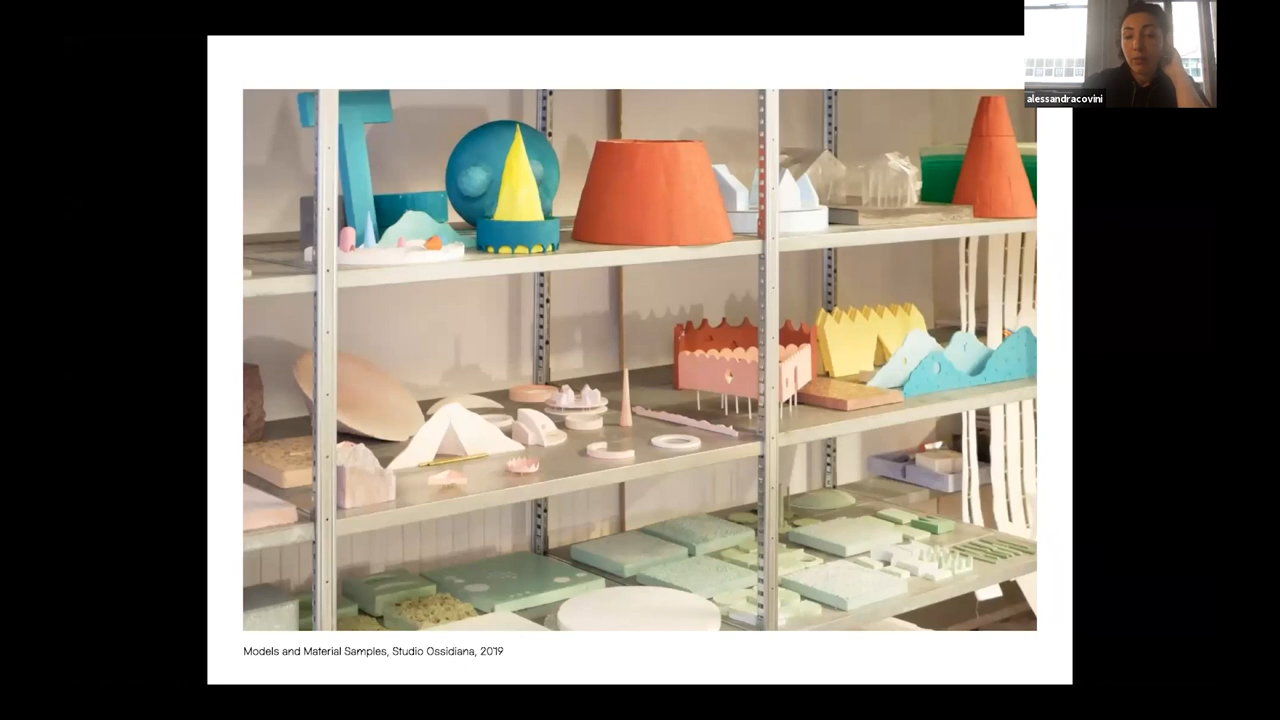 alessandracovini
Models and Material Samples, Studio Ossidiana, 2019